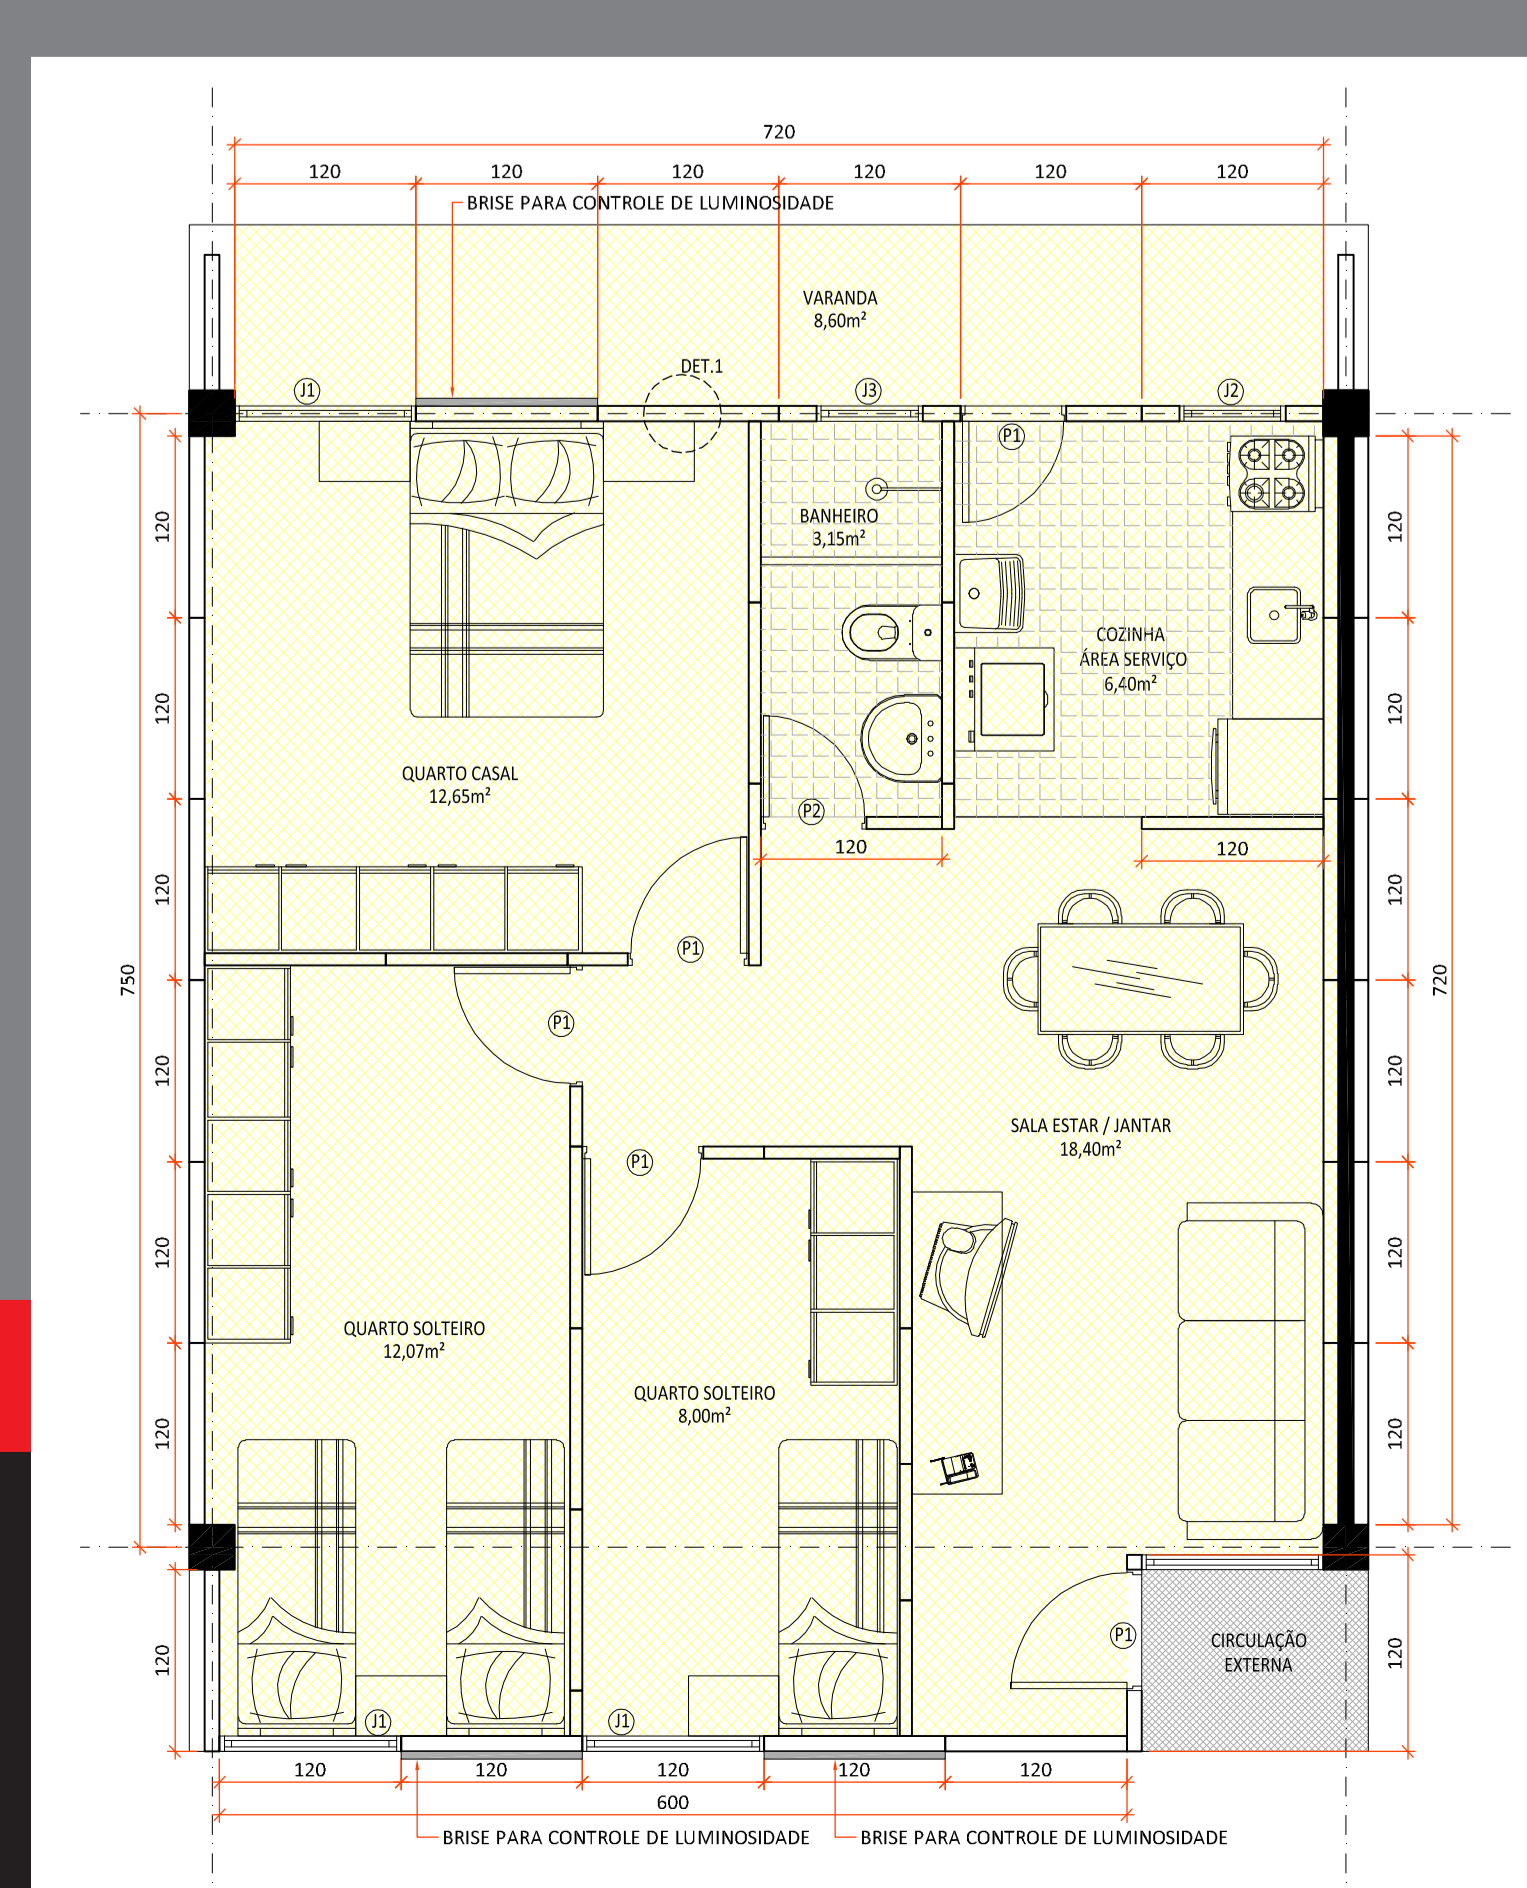 720
120 120 120 120 120 120
BRISE PARA CONTROLE DE LUMINOSIDADE
VARANDA
8,60m²
DET.1
J1
J3
J2
P1
BANHEIRO
3,15m²
120
120
COZINHA
ÁREA SERVIÇO
6,40m²
120
120
QUARTO CASAL
12,65m²
P2
120
120
120
120
P1
750
720
P1
120
120
SALA ESTAR / JANTAR
18,40m²
P1
120
120
QUARTO SOLTEIRO
12,07m²
QUARTO SOLTEIRO
8,00m²
120
120
P1
CIRCULAÇÃO
EXTERNA
120
120
J1
J1
120 120 120 120 120
600
BRISE PARA CONTROLE DE LUMINOSIDADE
BRISE PARA CONTROLE DE LUMINOSIDADE